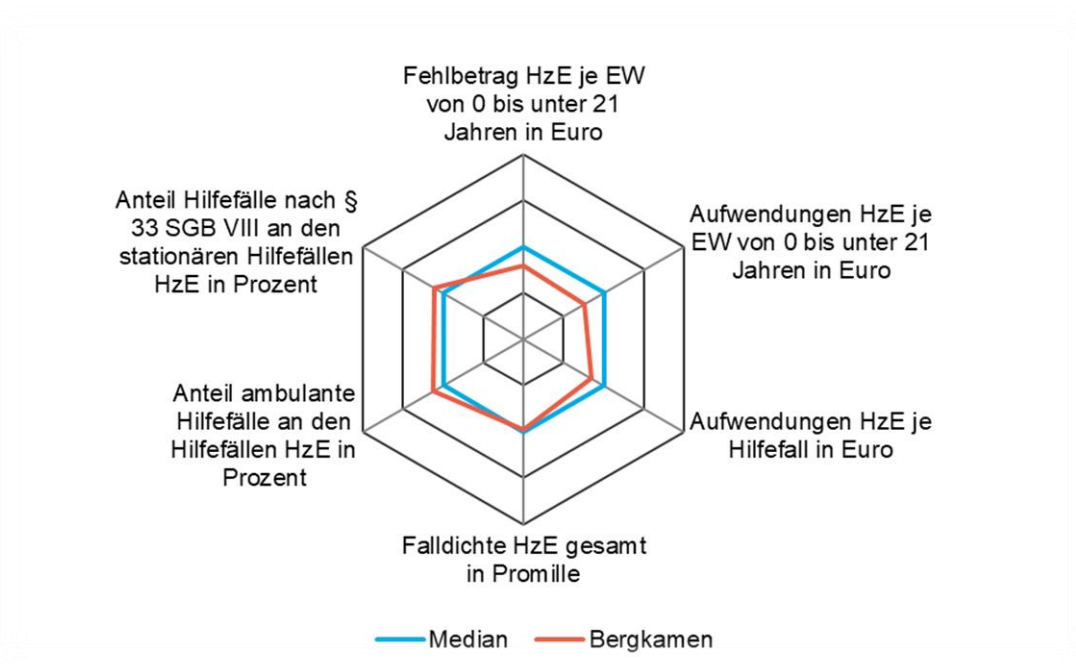 Fehlbetrag HzE je EW
von 0 bis unter 21
Jahren in Euro
Aufwendungen HzE je
EW von 0 bis unter 21
Jahren in Euro
Aufwendungen HzE je
Hilfefall in Euro
Falldichte HzE gesamt
in Promille
Anteil ambulante
Hilfefälle an den
Hilfefällen HzE in
Prozent
Anteil Hilfefälle nach §
33 SGB VIII an den
stationären Hilfefällen
HzE in Prozent
Median
Bergkamen